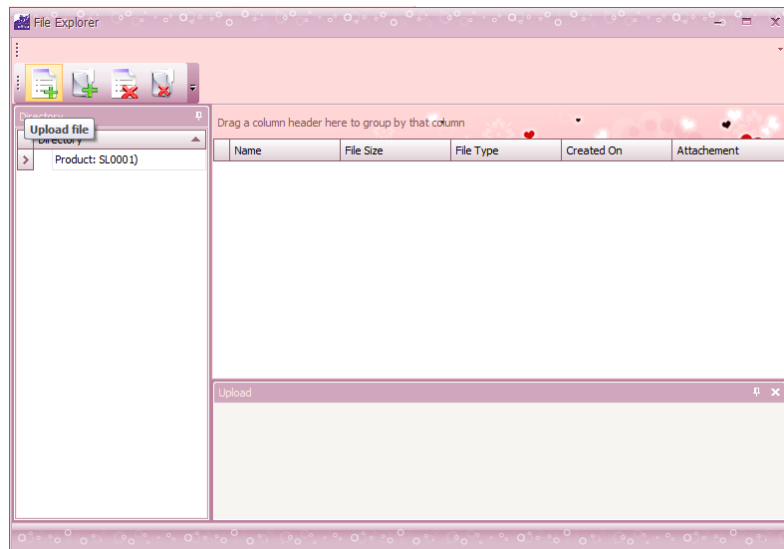 File Explorer
Directory
Upload file
Directory
Product: SL0001)
Drag a column header here to group by that column
Name File Size File Type Created On Attachement
Upload